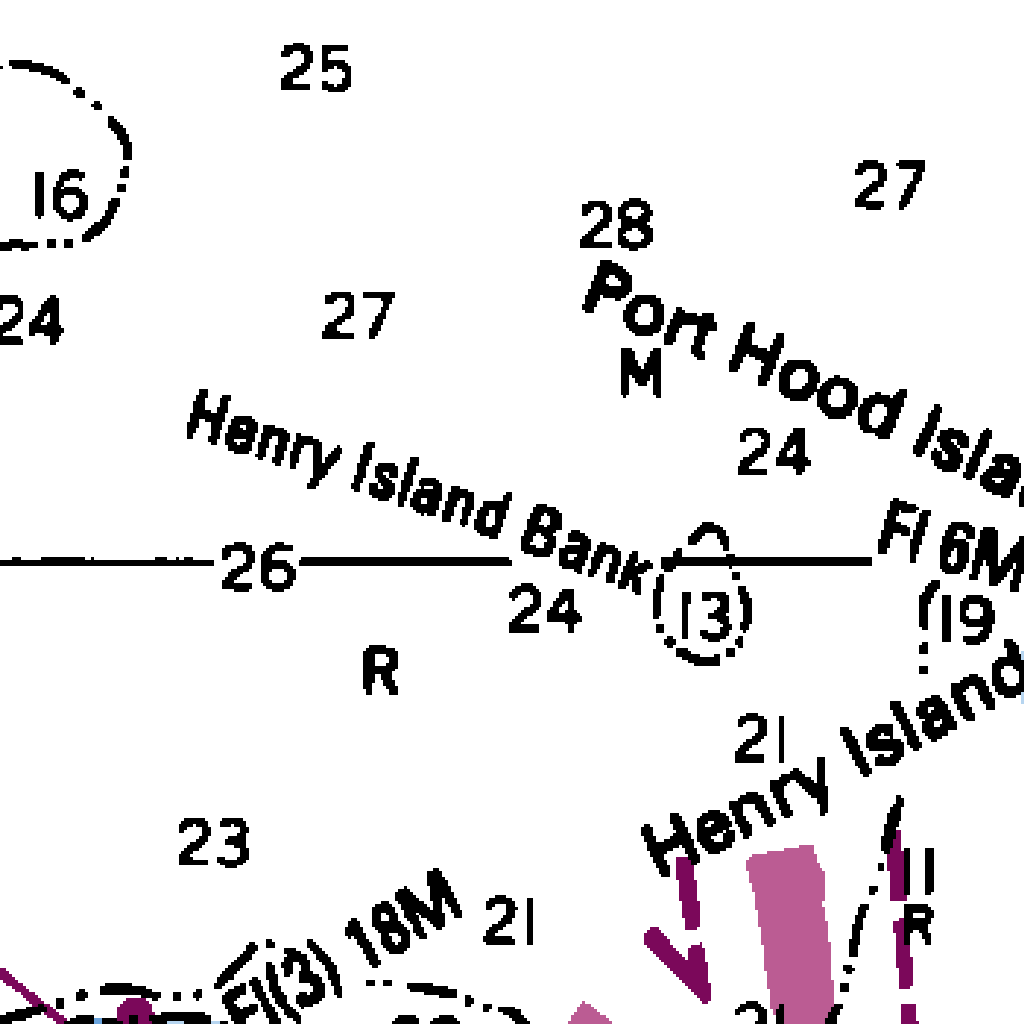 25
27
16
28
24
27
Port Hood
M
Henry Island Bank
24
Fl 6M
26
24
13
19
R
21
Henry Island
23
11
R
Fl(3) 18M
21